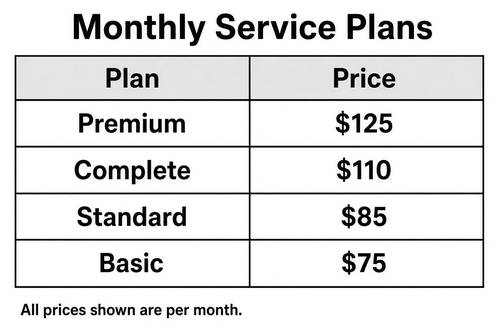 Monthly Service Plans
Plan Price
Premium $125
Complete $110
Standard $85
Basic $75
All prices shown are per month.